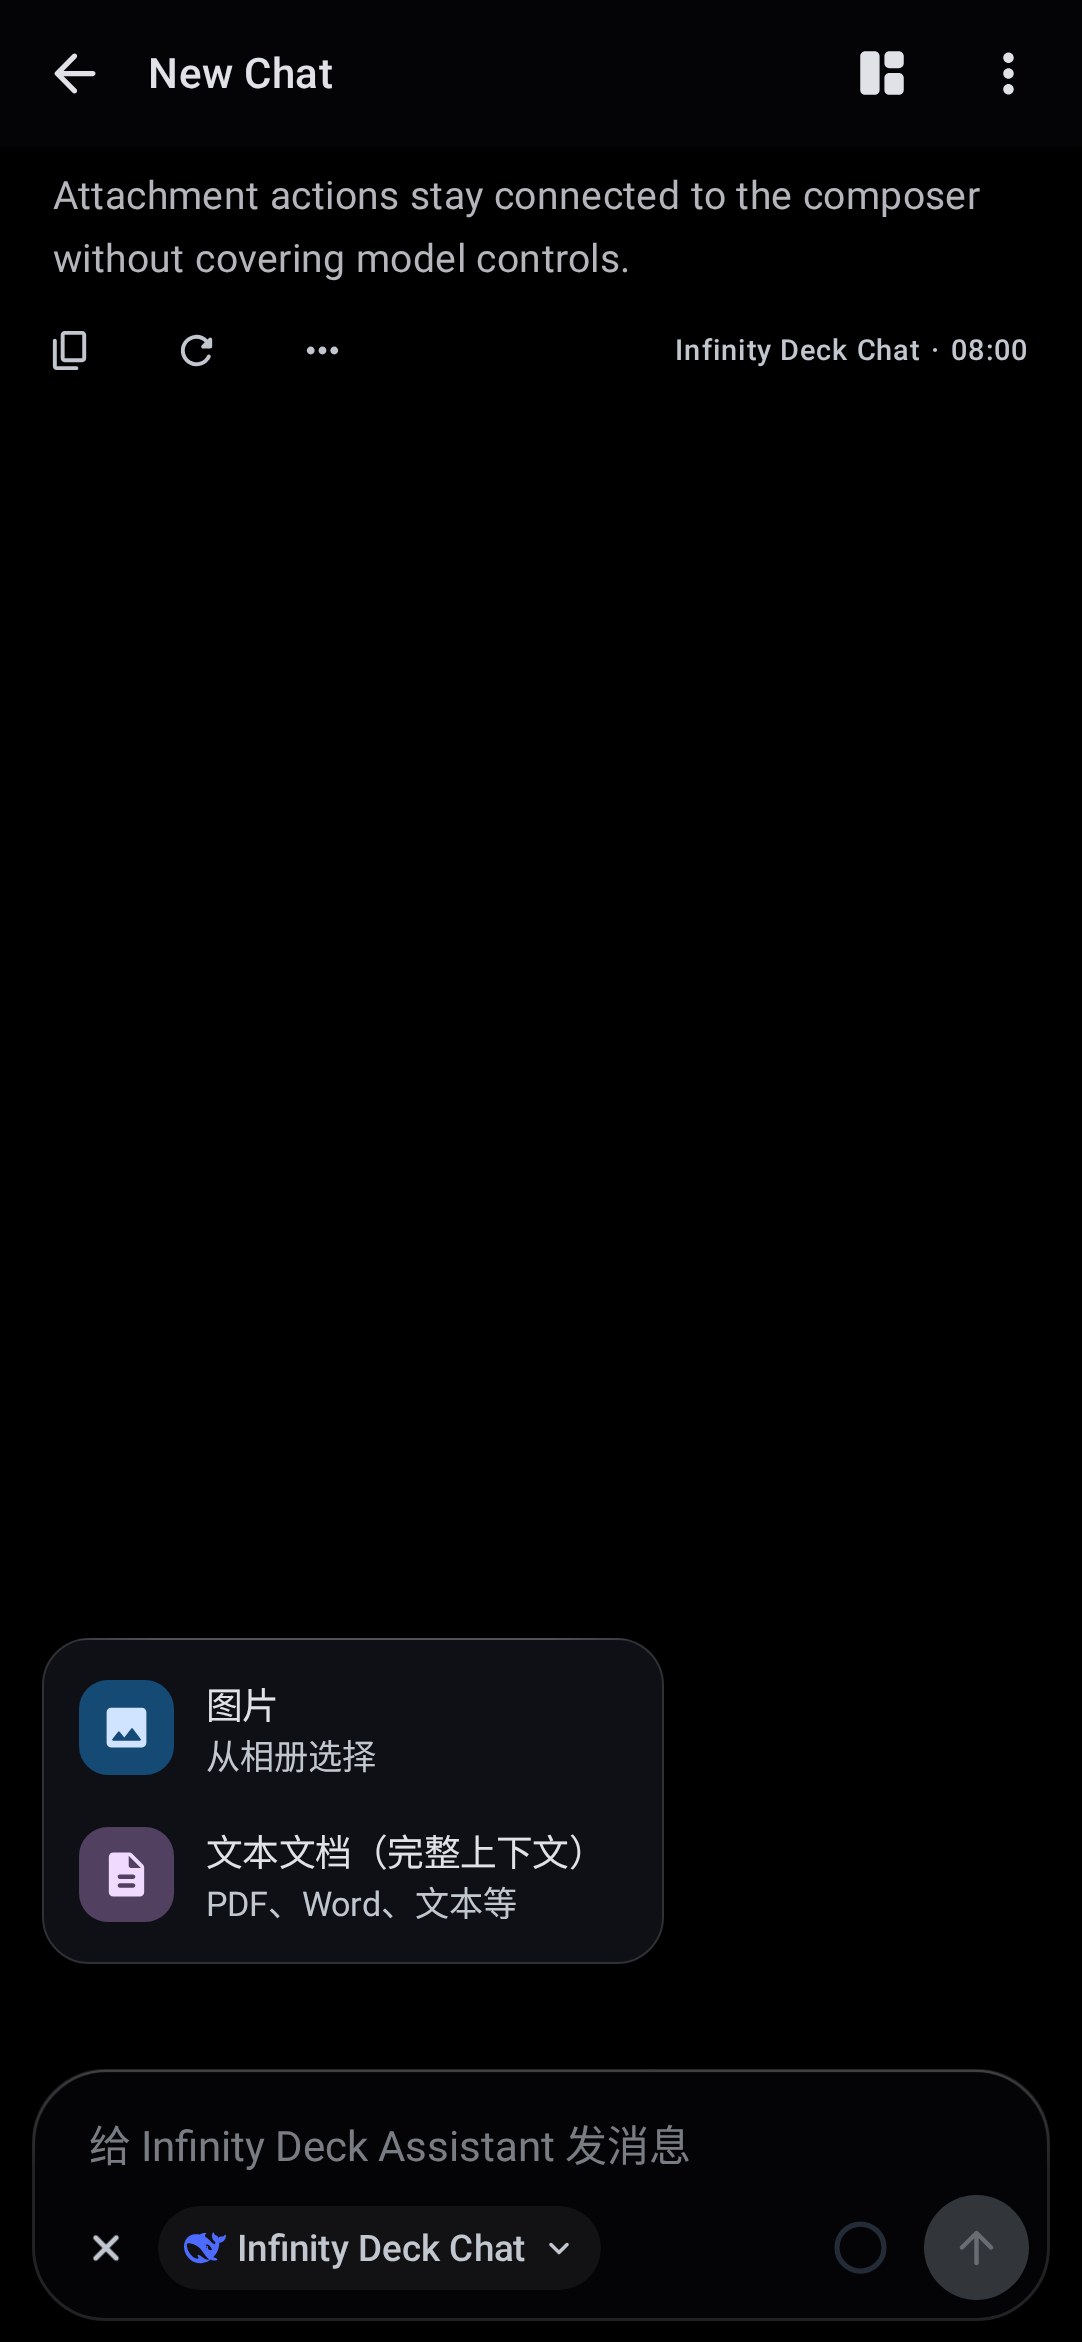 New Chat
Attachment actions stay connected to the composer
without covering model controls.
Infinity Deck Chat · 08:00
图片
从相册选择
文本文档（完整上下文）
PDF、Word、文本等
给 Infinity Deck Assistant 发消息
Infinity Deck Chat